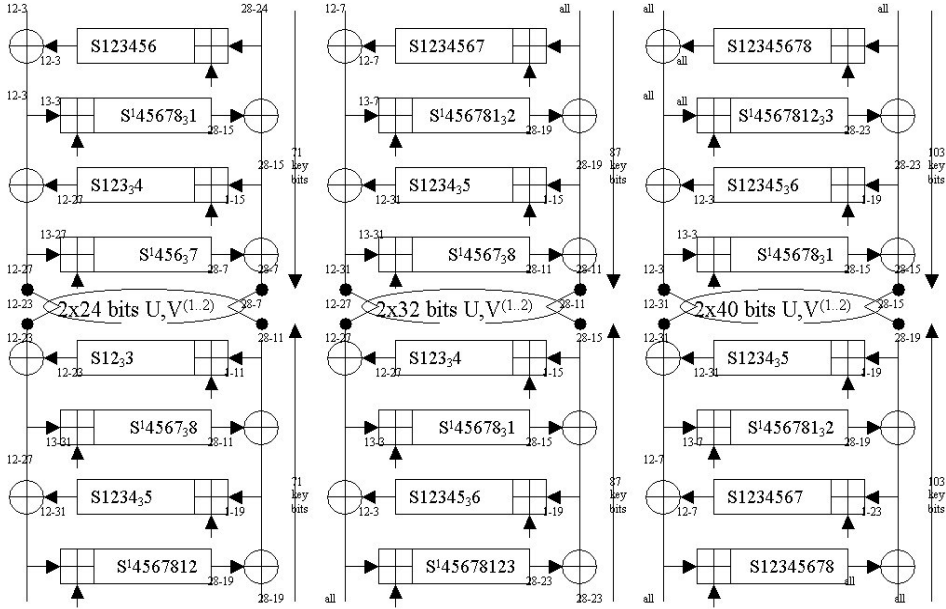 12-3 28-24 12-7 all all all
S123456 S1234567 S12345678
12-3 12-7 all
12-3 13-3 13-7 all all
S¹45678₃1 S¹456781₃2 S¹4567812₃3
28-15 28-19 28-23
71 key bits 87 key bits 103 key bits
28-15 28-19 28-23
S123₃4 S1234₃5 S12345₃6
12-27 1-15 12-31 1-15 12-3 1-19
13-27 13-31 13-3
S¹456₃7 S¹4567₃8 S¹45678₃1
12-27 28-7 28-7 12-31 28-11 28-11 12-3 28-15 28-15
12-23 28-7 12-27 28-11 12-31 28-15
2x24 bits U,V(1..2) 2x32 bits U,V(1..2) 2x40 bits U,V(1..2)
12-23 28-11 12-27 28-15 12-31 28-19
S12₃3 S123₃4 S1234₃5
12-23 1-11 12-27 1-15 12-31 1-19
S¹4567₃8 S¹45678₃1 S¹456781₃2
13-31 28-11 13-3 28-15 13-7 28-19
12-27 12-7
71 key bits 87 key bits 103 key bits
S1234₃5 S12345₃6 S1234567
12-31 1-19 12-3 1-19 12-7 1-23
S¹4567812 S¹45678123 S12345678
28-19 28-23 all
28-19 all 28-23 all all